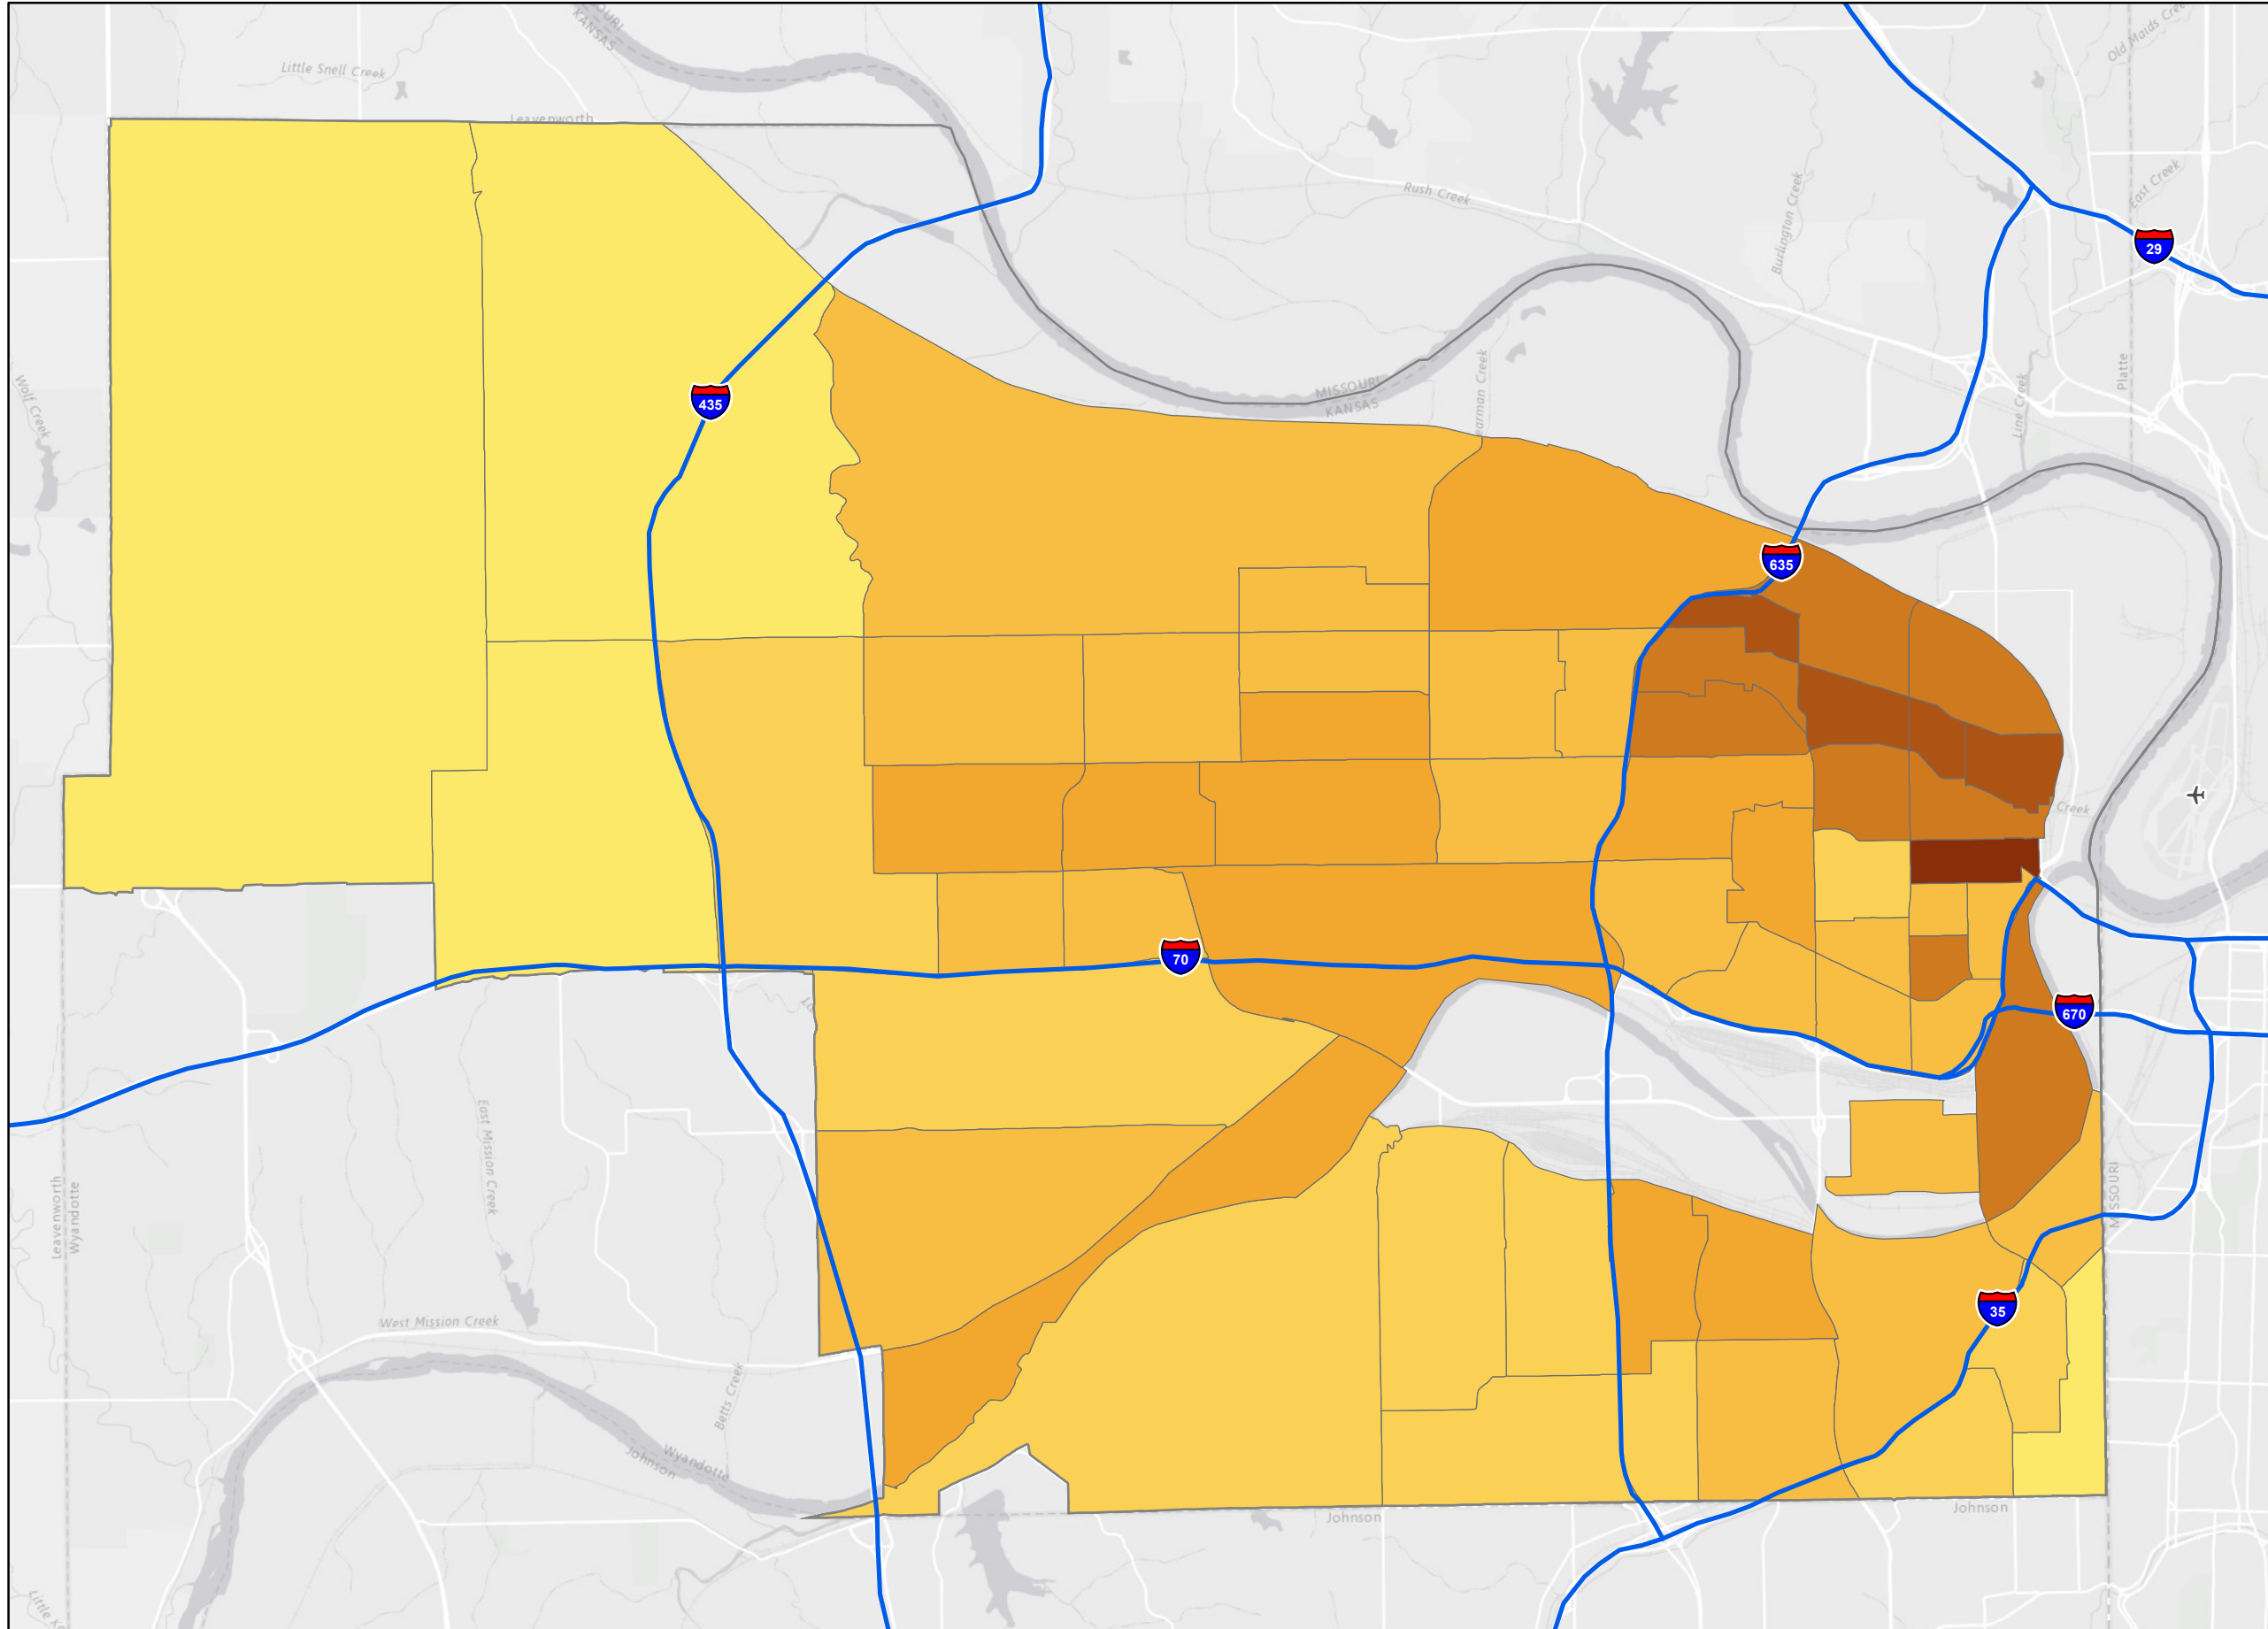 MISSOURI
KANSAS
Little Snell Creek
Leavenworth
Old Maids Creek
East Creek
Rush Creek
Burlington Creek
29
Wolf Creek
435
MISSOURI
KANSAS
earman Creek
Line Creek
Platte
635
Creek
70
670
East Mission Creek
Leavenworth
Wyandotte
MISSOURI
35
West Mission Creek
Betts Creek
Wyandotte
Johnson
Johnson
Johnson